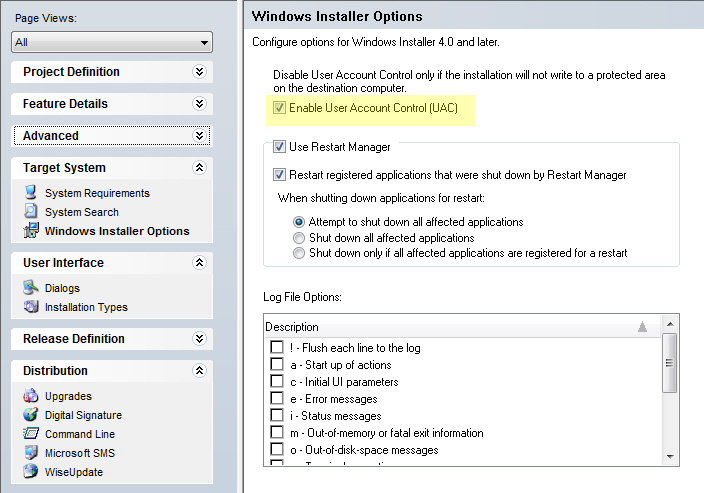 Page Views:
All
Project Definition
Feature Details
Advanced
Target System
System Requirements
System Search
Windows Installer Options
User Interface
Dialogs
Installation Types
Release Definition
Distribution
Upgrades
Digital Signature
Command Line
Microsoft SMS
WiseUpdate
Windows Installer Options
Configure options for Windows Installer 4.0 and later.
Disable User Account Control only if the installation will not write to a protected area
on the destination computer.
Enable User Account Control (UAC)
Use Restart Manager
Restart registered applications that were shut down by Restart Manager
When shutting down applications for restart:
Attempt to shut down all affected applications
Shut down all affected applications
Shut down only if all affected applications are registered for a restart
Log File Options:
Description
! - Flush each line to the log
a - Start up of actions
c - Initial UI parameters
e - Error messages
i - Status messages
m - Out-of-memory or fatal exit information
o - Out-of-disk-space messages